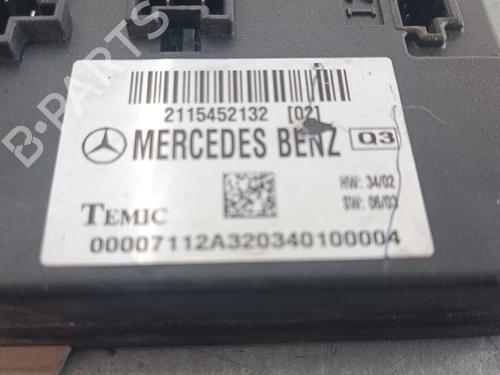 2115452132 [02]
MERCEDES BENZ Q3
HW: 34/02
TEMIC
SW: 06/03
00007112A320340100004
B-PARTS